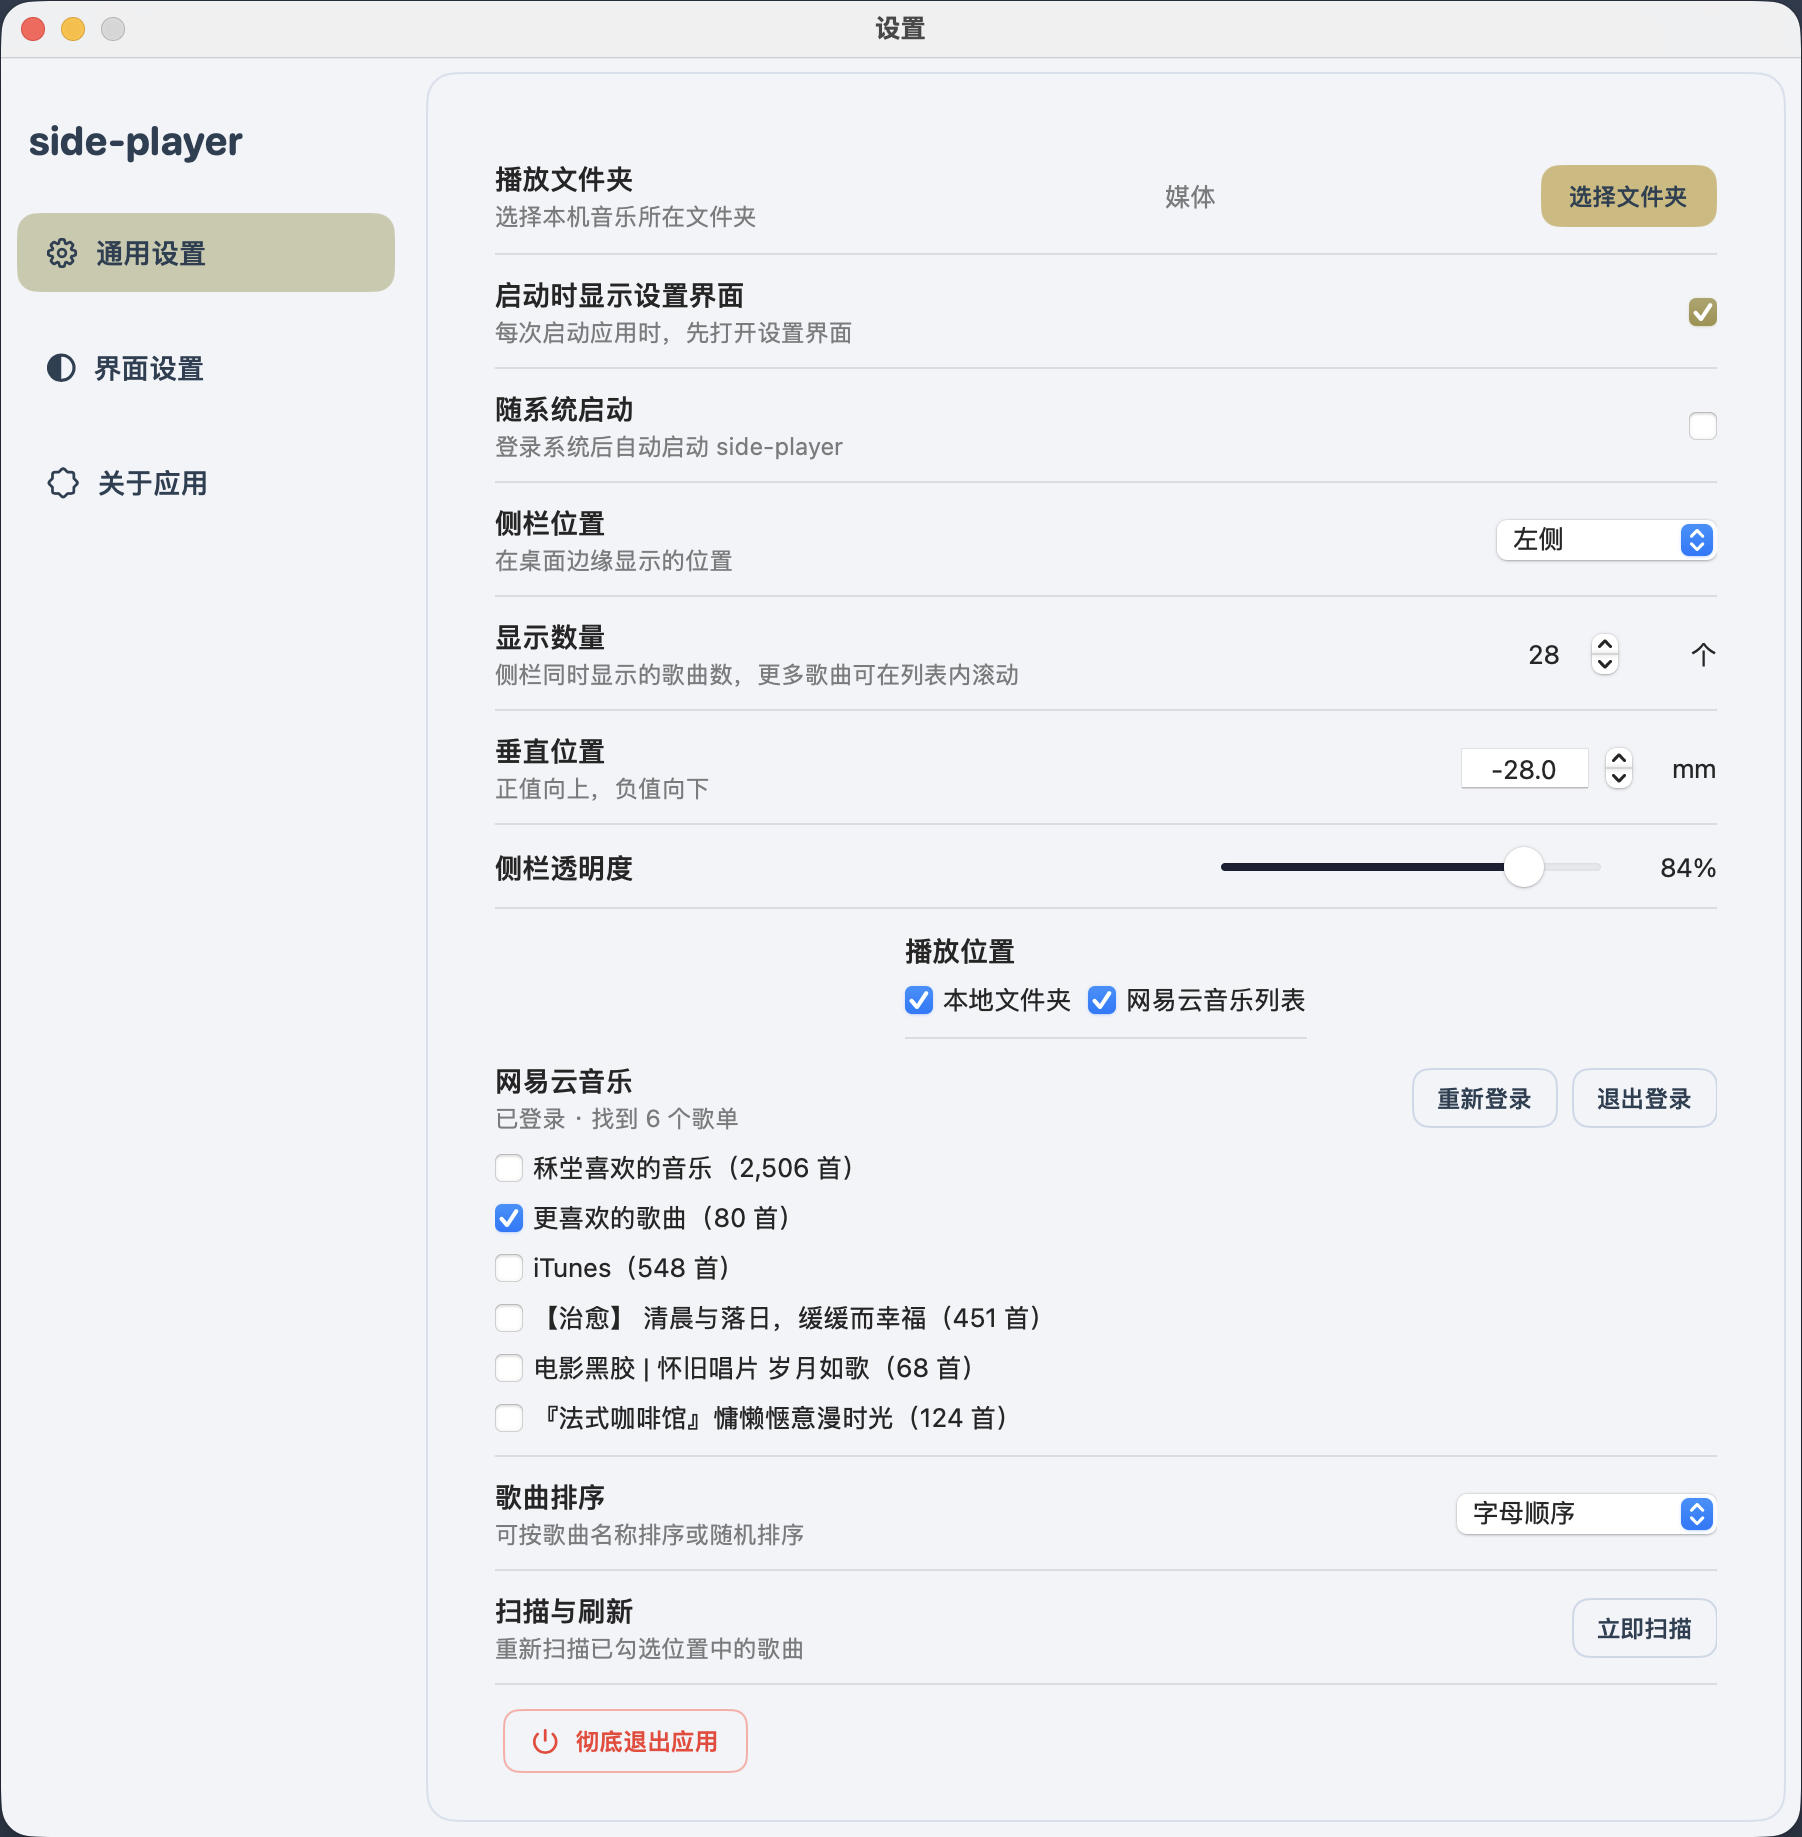 设置
side-player
通用设置
界面设置
关于应用
播放文件夹
选择本机音乐所在文件夹
媒体
选择文件夹
启动时显示设置界面
每次启动应用时，先打开设置界面
随系统启动
登录系统后自动启动 side-player
侧栏位置
在桌面边缘显示的位置
左侧
显示数量
侧栏同时显示的歌曲数，更多歌曲可在列表内滚动
28 个
垂直位置
正值向上，负值向下
-28.0 mm
侧栏透明度
84%
播放位置
本地文件夹 网易云音乐列表
网易云音乐
已登录 · 找到 6 个歌单
重新登录 退出登录
秝坣喜欢的音乐（2,506 首）
更喜欢的歌曲（80 首）
iTunes（548 首）
【治愈】 清晨与落日，缓缓而幸福（451 首）
电影黑胶 | 怀旧唱片 岁月如歌（68 首）
『法式咖啡馆』慵懒惬意漫时光（124 首）
歌曲排序
可按歌曲名称排序或随机排序
字母顺序
扫描与刷新
重新扫描已勾选位置中的歌曲
立即扫描
彻底退出应用